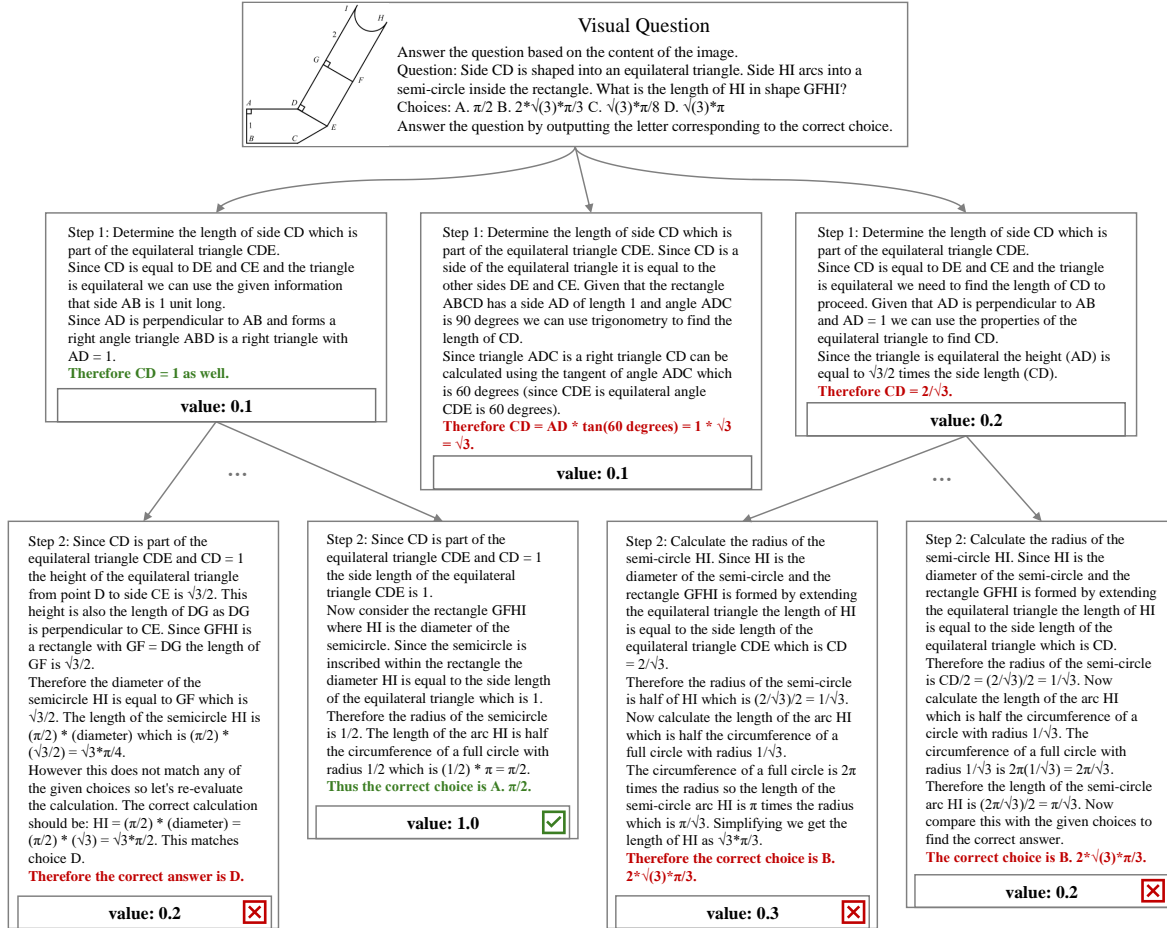 Visual Question
Answer the question based on the content of the image.
Question: Side CD is shaped into an equilateral triangle. Side HI arcs into a
semi-circle inside the rectangle. What is the length of HI in shape GFHI?
Choices: A. π/2 B. 2*√(3)*π/3 C. √(3)*π/8 D. √(3)*π
Answer the question by outputting the letter corresponding to the correct choice.
I
H
2
G
F
A
D
1
E
B
C
Step 1: Determine the length of side CD which is
part of the equilateral triangle CDE.
Since CD is equal to DE and CE and the triangle
is equilateral we can use the given information
that side AB is 1 unit long.
Since AD is perpendicular to AB and forms a
right angle triangle ABD is a right triangle with
AD = 1.
Therefore CD = 1 as well.
value: 0.1
Step 1: Determine the length of side CD which is
part of the equilateral triangle CDE. Since CD is a
side of the equilateral triangle it is equal to the
other sides DE and CE. Given that the rectangle
ABCD has a side AD of length 1 and angle ADC
is 90 degrees we can use trigonometry to find the
length of CD.
Since triangle ADC is a right triangle CD can be
calculated using the tangent of angle ADC which
is 60 degrees (since CDE is equilateral angle
CDE is 60 degrees).
Therefore CD = AD * tan(60 degrees) = 1 * √3
= √3.
value: 0.1
Step 1: Determine the length of side CD which is
part of the equilateral triangle CDE.
Since CD is equal to DE and CE and the triangle
is equilateral we need to find the length of CD to
proceed. Given that AD is perpendicular to AB
and AD = 1 we can use the properties of the
equilateral triangle to find CD.
Since the triangle is equilateral the height (AD) is
equal to √3/2 times the side length (CD).
Therefore CD = 2/√3.
value: 0.2
...
...
Step 2: Since CD is part of the
equilateral triangle CDE and CD = 1
the height of the equilateral triangle
from point D to side CE is √3/2. This
height is also the length of DG as DG
is perpendicular to CE. Since GFHI is
a rectangle with GF = DG the length of
GF is √3/2.
Therefore the diameter of the
semicircle HI is equal to GF which is
√3/2. The length of the semicircle HI is
(π/2) * (diameter) which is (π/2) *
(√3/2) = √3*π/4.
However this does not match any of
the given choices so let's re-evaluate
the calculation. The correct calculation
should be: HI = (π/2) * (diameter) =
(π/2) * (√3) = √3*π/2. This matches
choice D.
Therefore the correct answer is D.
value: 0.2
Step 2: Since CD is part of the
equilateral triangle CDE and CD = 1
the side length of the equilateral
triangle CDE is 1.
Now consider the rectangle GFHI
where HI is the diameter of the
semicircle. Since the semicircle is
inscribed within the rectangle the
diameter HI is equal to the side length
of the equilateral triangle which is 1.
Therefore the radius of the semicircle
is 1/2. The length of the arc HI is half
the circumference of a full circle with
radius 1/2 which is (1/2) * π = π/2.
Thus the correct choice is A. π/2.
value: 1.0
Step 2: Calculate the radius of the
semi-circle HI. Since HI is the
diameter of the semi-circle and the
rectangle GFHI is formed by extending
the equilateral triangle the length of HI
is equal to the side length of the
equilateral triangle CDE which is CD
= 2/√3.
Therefore the radius of the semi-circle
is half of HI which is (2/√3)/2 = 1/√3.
Now calculate the length of the arc HI
which is half the circumference of a
full circle with radius 1/√3.
The circumference of a full circle is 2π
times the radius so the length of the
semi-circle arc HI is π times the radius
which is π/√3. Simplifying we get the
length of HI as √3*π/3.
Therefore the correct choice is B.
2*√(3)*π/3.
value: 0.3
Step 2: Calculate the radius of the
semi-circle HI. Since HI is the
diameter of the semi-circle and the
rectangle GFHI is formed by extending
the equilateral triangle the length of HI
is equal to the side length of the
equilateral triangle which is CD.
Therefore the radius of the semi-circle
is CD/2 = (2/√3)/2 = 1/√3. Now
calculate the length of the arc HI
which is half the circumference of a
circle with radius 1/√3. The
circumference of a full circle with
radius 1/√3 is 2π(1/√3) = 2π/√3.
Therefore the length of the semi-circle
arc HI is (2π/√3)/2 = π/√3. Now
compare this with the given choices to
find the correct answer.
The correct choice is B. 2*√(3)*π/3.
value: 0.2